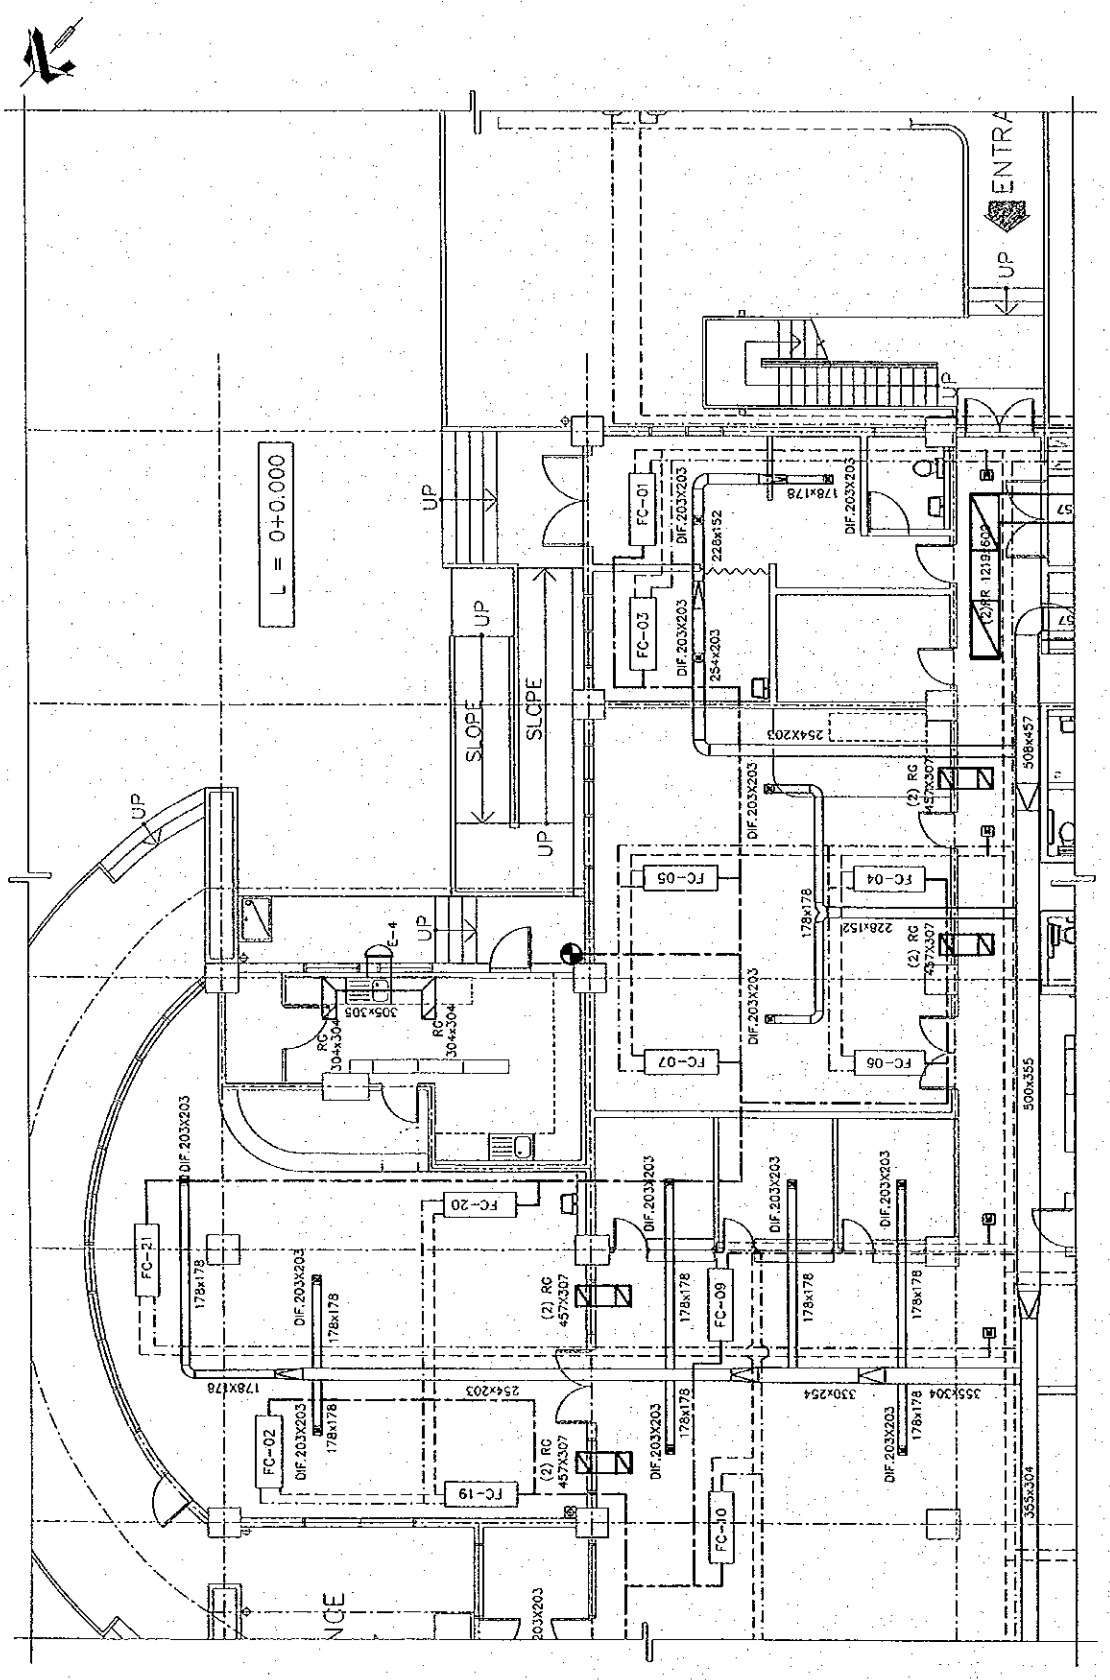 ENTRA
UP
UP
L = 0+0.000
UP
FC-01
DIF.203X203
228x152
178x178
DIF.203X203
57
(2)RR 1219x609
UP
SLOPE
SLOPE
UP
FC-03
DIF.203X203
254x203
57
UP
254X203
DIF.203X203
(2) RG
457X307
508x457
FC-05
FC-04
178x178
228x152
(2) RG
457X307
E-4
UP
305x305
RG
304x304
RG
304x304
DIF.203X203
FC-07
FC-06
500x355
DIF.203X203
FC-20
DIF.203X203
DIF.203X203
DIF.203X203
FC-21
178x178
DIF.203X203
178x178
(2) RG
457X307
178x178
FC-09
178x178
178x178
178X178
254x203
330x254
355x304
FC-02
DIF.203X203
178x178
(2) RG
457X307
DIF.203X203
178x178
DIF.203X203
178x178
FC-19
FC-10
355x304
NCE
203X203